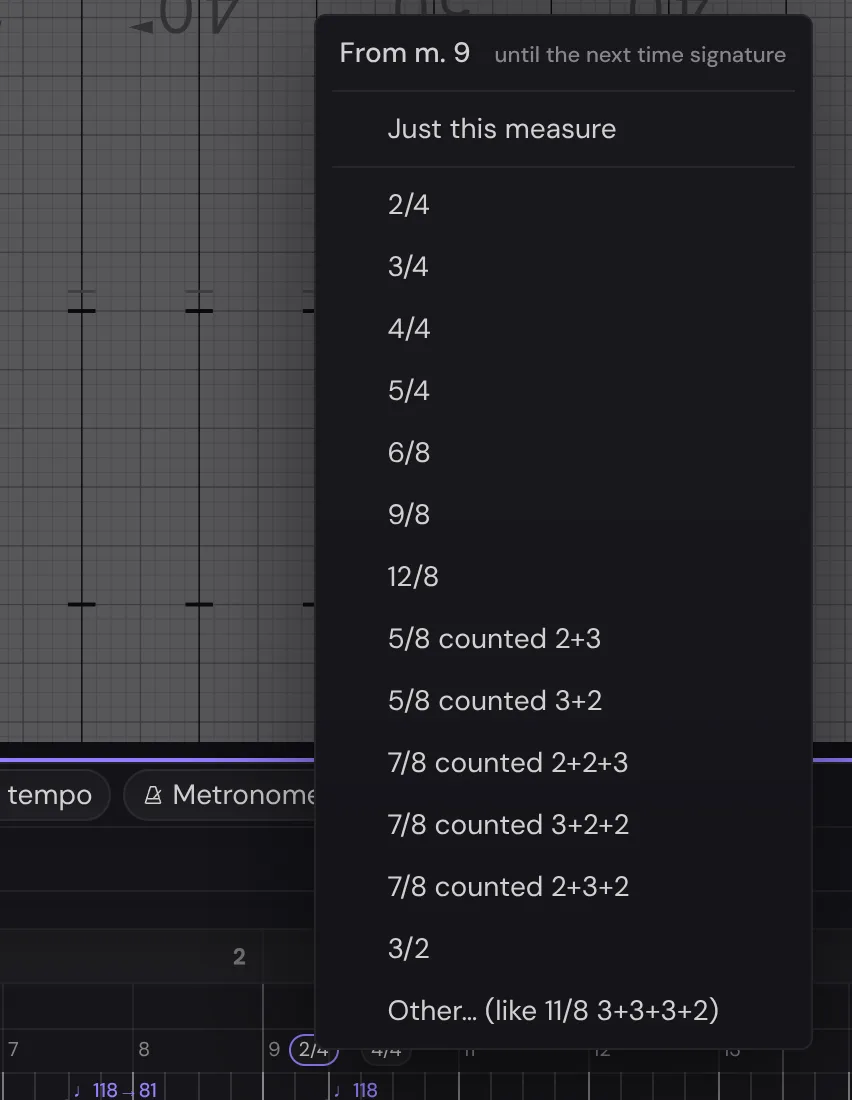 From m. 9 until the next time signature
Just this measure
2/4
3/4
4/4
5/4
6/8
9/8
12/8
5/8 counted 2+3
5/8 counted 3+2
7/8 counted 2+2+3
7/8 counted 3+2+2
7/8 counted 2+3+2
3/2
Other... (like 11/8 3+3+3+2)
tempo Metronome
2
7 8 9 2/4 4/4 11 12 13
♩ 118→81 ♩ 118